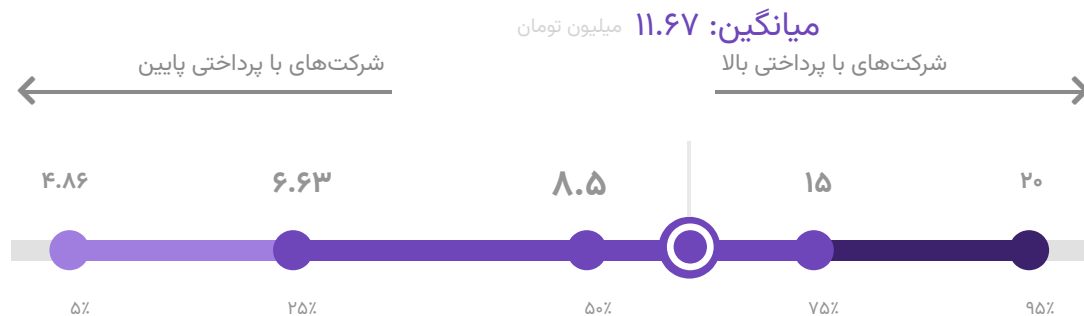 میانگین: ۱۱.۶۷ میلیون تومان
شرکت‌های با پرداختی بالا
شرکت‌های با پرداختی پایین
۴.۸۶ ۶.۶۳ ۸.۵ ۱۵ ۲۰
۵٪ ۲۵٪ ۵۰٪ ۷۵٪ ۹۵٪